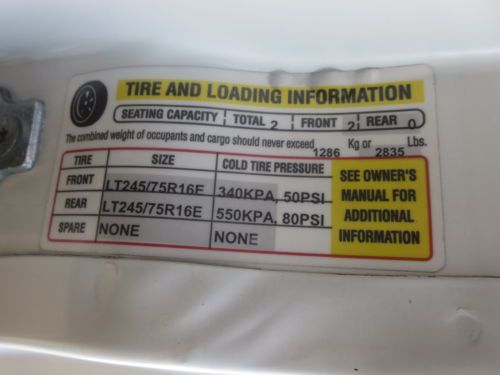 TIRE AND LOADING INFORMATION
SEATING CAPACITY | TOTAL 2 | FRONT 2 | REAR 0
The combined weight of occupants and cargo should never exceed 1286 Kg or 2835 Lbs.
TIRE SIZE COLD TIRE PRESSURE
FRONT LT245/75R16E 340KPA, 50PSI
REAR LT245/75R16E 550KPA, 80PSI
SPARE NONE NONE
SEE OWNER'S
MANUAL FOR
ADDITIONAL
INFORMATION